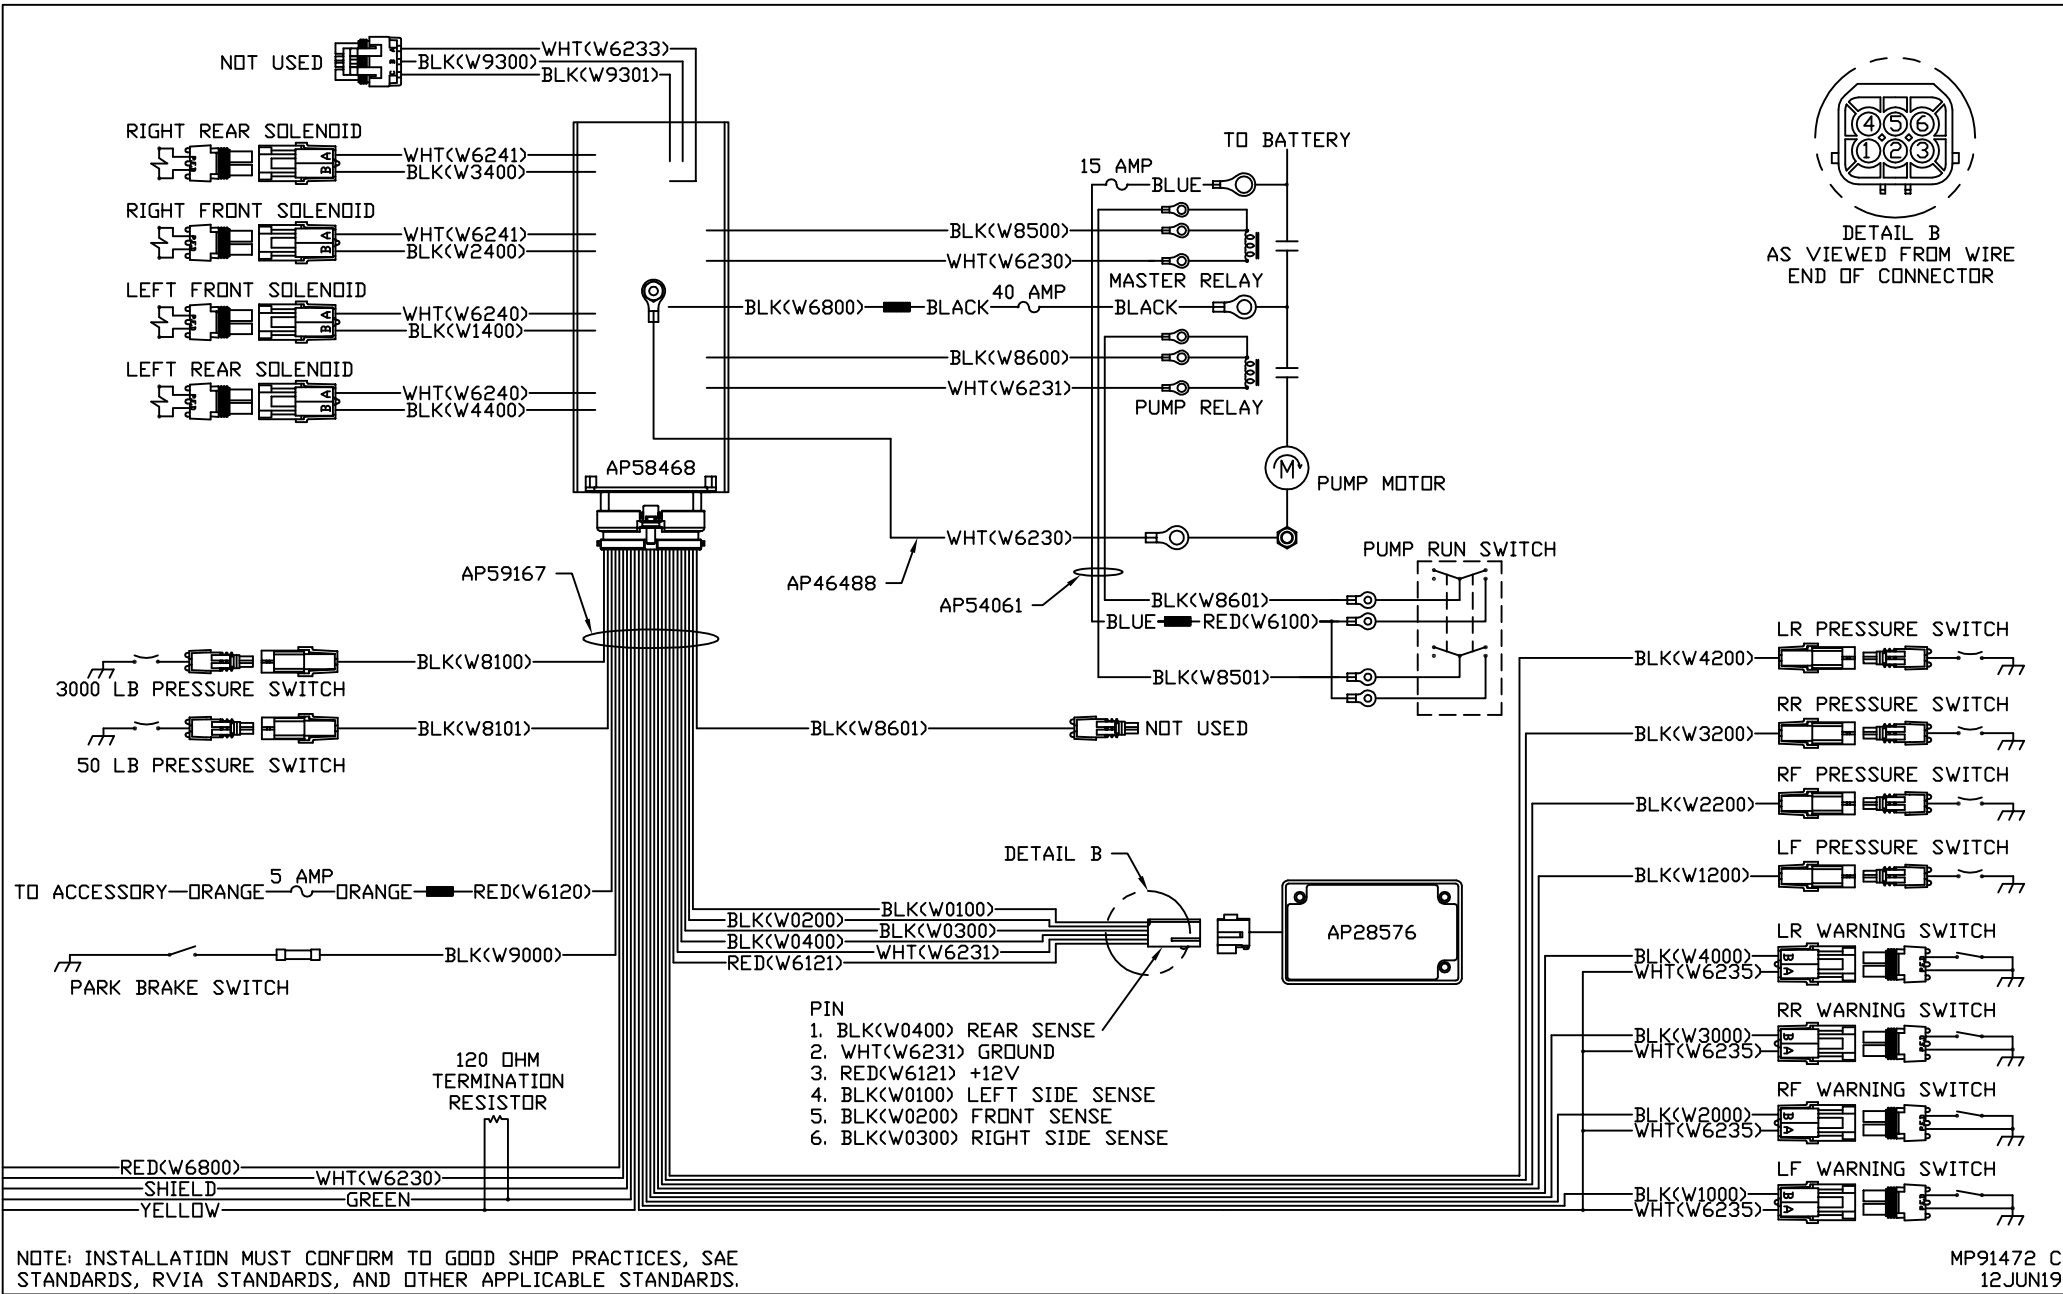 NOT USED
WHT(W6233)
BLK(W9300)
BLK(W9301)
RIGHT REAR SOLENOID
A
B
WHT(W6241)
BLK(W3400)
RIGHT FRONT SOLENOID
A
B
WHT(W6241)
BLK(W2400)
LEFT FRONT SOLENOID
A
B
WHT(W6240)
BLK(W1400)
LEFT REAR SOLENOID
A
B
WHT(W6240)
BLK(W4400)
AP58468
TO BATTERY
15 AMP
BLUE
BLK(W8500)
WHT(W6230)
MASTER RELAY
BLK(W6800)
BLACK
40 AMP
BLACK
BLK(W8600)
WHT(W6231)
PUMP RELAY
M
PUMP MOTOR
WHT(W6230)
AP46488
AP54061
PUMP RUN SWITCH
BLK(W8601)
BLUE
RED(W6100)
BLK(W8501)
4 5 6
1 2 3
DETAIL B
AS VIEWED FROM WIRE
END OF CONNECTOR
AP59167
BLK(W8100)
3000 LB PRESSURE SWITCH
BLK(W8101)
50 LB PRESSURE SWITCH
BLK(W8601)
NOT USED
TO ACCESSORY
ORANGE
5 AMP
ORANGE
RED(W6120)
BLK(W9000)
PARK BRAKE SWITCH
DETAIL B
BLK(W0100)
BLK(W0200)
BLK(W0300)
BLK(W0400)
WHT(W6231)
RED(W6121)
AP28576
PIN
1. BLK(W0400) REAR SENSE
2. WHT(W6231) GROUND
3. RED(W6121) +12V
4. BLK(W0100) LEFT SIDE SENSE
5. BLK(W0200) FRONT SENSE
6. BLK(W0300) RIGHT SIDE SENSE
120 OHM
TERMINATION
RESISTOR
RED(W6800)
WHT(W6230)
SHIELD
GREEN
YELLOW
LR PRESSURE SWITCH
BLK(W4200)
RR PRESSURE SWITCH
BLK(W3200)
RF PRESSURE SWITCH
BLK(W2200)
LF PRESSURE SWITCH
BLK(W1200)
LR WARNING SWITCH
BLK(W4000)
WHT(W6235)
B
A
RR WARNING SWITCH
BLK(W3000)
WHT(W6235)
B
A
RF WARNING SWITCH
BLK(W2000)
WHT(W6235)
B
A
LF WARNING SWITCH
BLK(W1000)
WHT(W6235)
B
A
NOTE: INSTALLATION MUST CONFORM TO GOOD SHOP PRACTICES, SAE
STANDARDS, RVIA STANDARDS, AND OTHER APPLICABLE STANDARDS.
MP91472 C
12JUN19